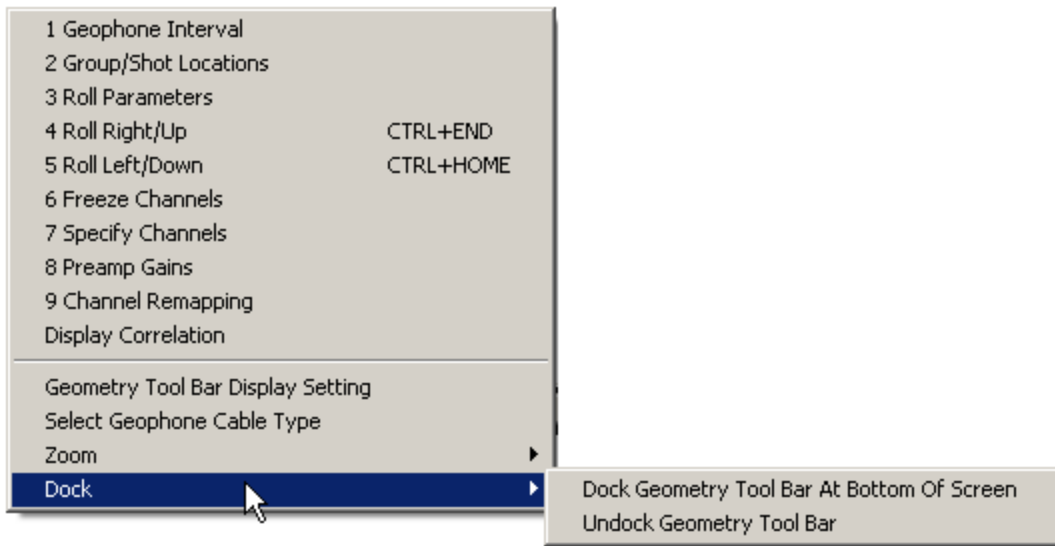 1 Geophone Interval
2 Group/Shot Locations
3 Roll Parameters
4 Roll Right/Up CTRL+END
5 Roll Left/Down CTRL+HOME
6 Freeze Channels
7 Specify Channels
8 Preamp Gains
9 Channel Remapping
Display Correlation
Geometry Tool Bar Display Setting
Select Geophone Cable Type
Zoom
Dock
Dock Geometry Tool Bar At Bottom Of Screen
Undock Geometry Tool Bar